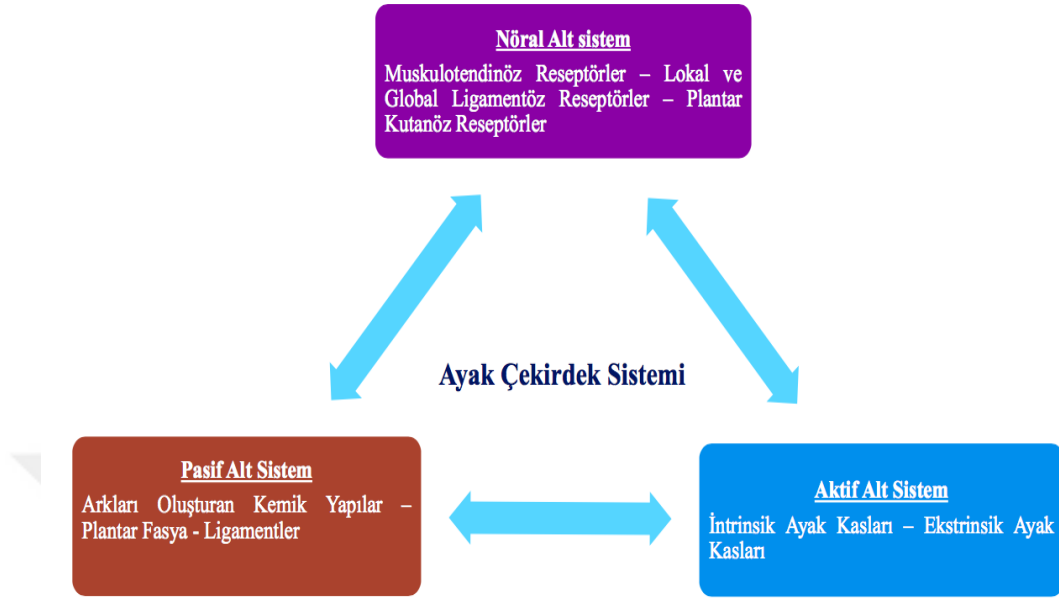 Nöral Alt sistem
Muskulotendinöz Reseptörler – Lokal ve
Global Ligamentöz Reseptörler – Plantar
Kutanöz Reseptörler
Ayak Çekirdek Sistemi
Pasif Alt Sistem
Arkları Oluşturan Kemik Yapılar –
Plantar Fasya - Ligamentler
Aktif Alt Sistem
İntrinsik Ayak Kasları – Ekstrinsik Ayak
Kasları